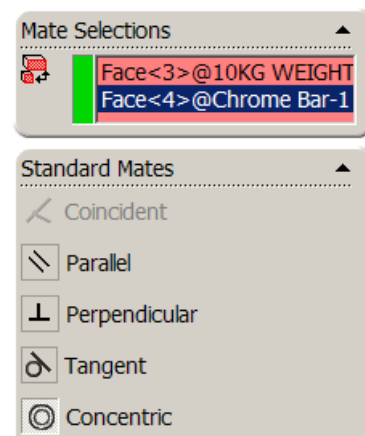 Mate Selections
Face<3>@10KG WEIGHT
Face<4>@Chrome Bar-1
Standard Mates
Coincident
Parallel
Perpendicular
Tangent
Concentric